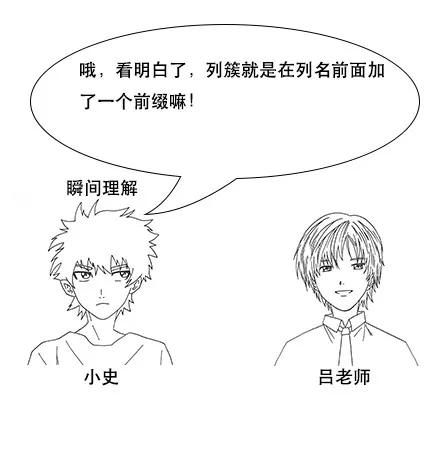 哦，看明白了，列簇就是在列名前面加
了一个前缀嘛！
瞬间理解
小史
吕老师